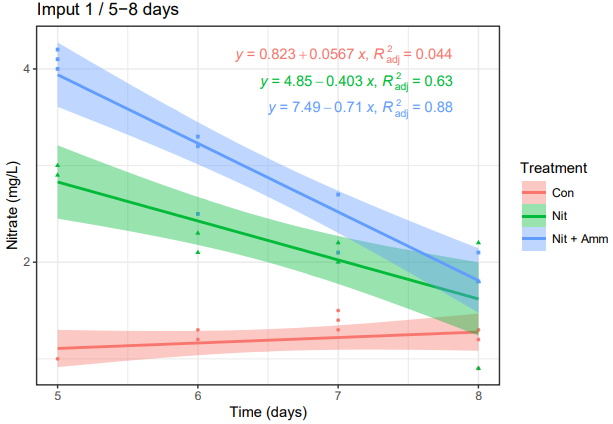 Imput 1 / 5−8 days
y = 0.823 + 0.0567 x, R²adj = 0.044
y = 4.85 − 0.403 x, R²adj = 0.63
y = 7.49 − 0.71 x, R²adj = 0.88
4
2
Nitrate (mg/L)
5 6 7 8
Time (days)
Treatment
Con
Nit
Nit + Amm